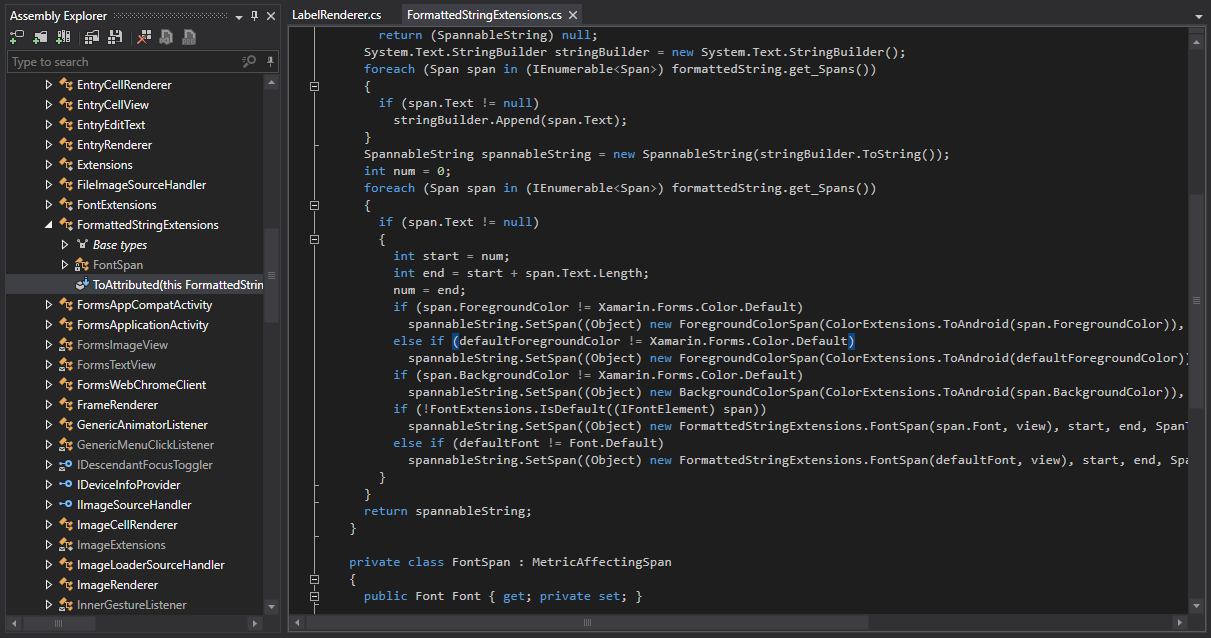 Assembly Explorer
Type to search
EntryCellRenderer
EntryCellView
EntryEditText
EntryRenderer
Extensions
FileImageSourceHandler
FontExtensions
FormattedStringExtensions
Base types
FontSpan
ToAttributed(this FormattedStrin
FormsAppCompatActivity
FormsApplicationActivity
FormsImageView
FormsTextView
FormsWebChromeClient
FrameRenderer
GenericAnimatorListener
GenericMenuClickListener
IDescendantFocusToggler
IDeviceInfoProvider
IImageSourceHandler
ImageCellRenderer
ImageExtensions
ImageLoaderSourceHandler
ImageRenderer
InnerGestureListener
LabelRenderer.cs FormattedStringExtensions.cs
return (SpannableString) null;
System.Text.StringBuilder stringBuilder = new System.Text.StringBuilder();
foreach (Span span in (IEnumerable<Span>) formattedString.get_Spans())
{
if (span.Text != null)
stringBuilder.Append(span.Text);
}
SpannableString spannableString = new SpannableString(stringBuilder.ToString());
int num = 0;
foreach (Span span in (IEnumerable<Span>) formattedString.get_Spans())
{
if (span.Text != null)
{
int start = num;
int end = start + span.Text.Length;
num = end;
if (span.ForegroundColor != Xamarin.Forms.Color.Default)
spannableString.SetSpan((Object) new ForegroundColorSpan(ColorExtensions.ToAndroid(span.ForegroundColor)),
else if (defaultForegroundColor != Xamarin.Forms.Color.Default)
spannableString.SetSpan((Object) new ForegroundColorSpan(ColorExtensions.ToAndroid(defaultForegroundColor))
if (span.BackgroundColor != Xamarin.Forms.Color.Default)
spannableString.SetSpan((Object) new BackgroundColorSpan(ColorExtensions.ToAndroid(span.BackgroundColor)),
if (!FontExtensions.IsDefault((IFontElement) span))
spannableString.SetSpan((Object) new FormattedStringExtensions.FontSpan(span.Font, view), start, end, SpanT
else if (defaultFont != Font.Default)
spannableString.SetSpan((Object) new FormattedStringExtensions.FontSpan(defaultFont, view), start, end, Spa
}
}
return spannableString;
}
private class FontSpan : MetricAffectingSpan
{
public Font Font { get; private set; }